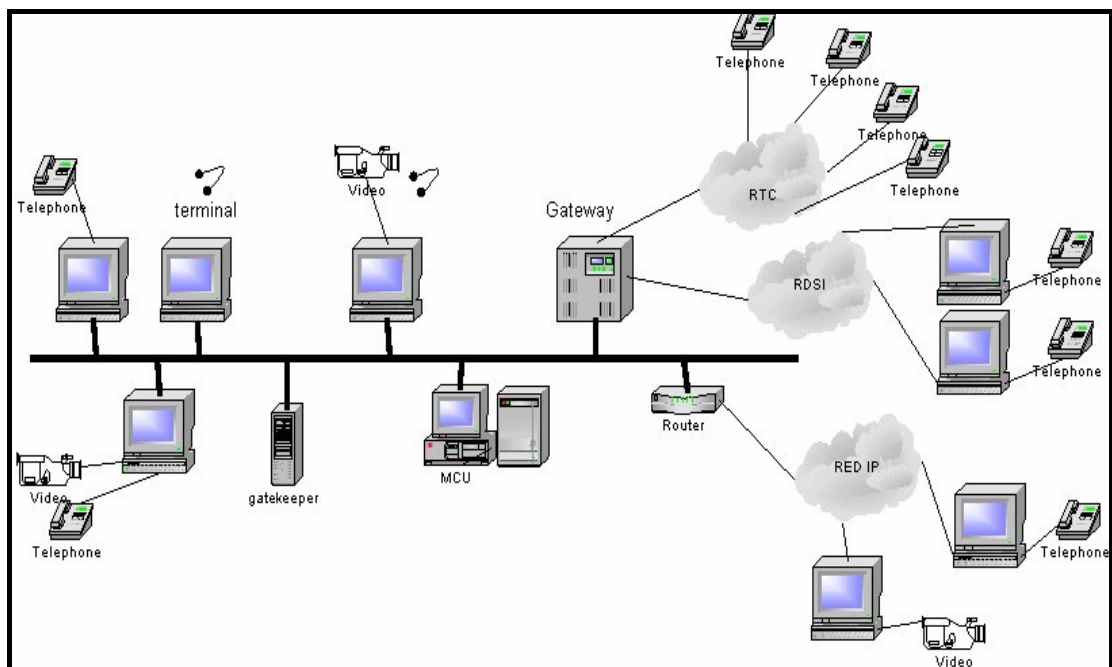 Telephone
Telephone
Telephone
Telephone
Video
Telephone
terminal
Gateway
RTC
RDSI
Telephone
Telephone
Router
Video
gatekeeper
MCU
RED IP
Telephone
Telephone
Video